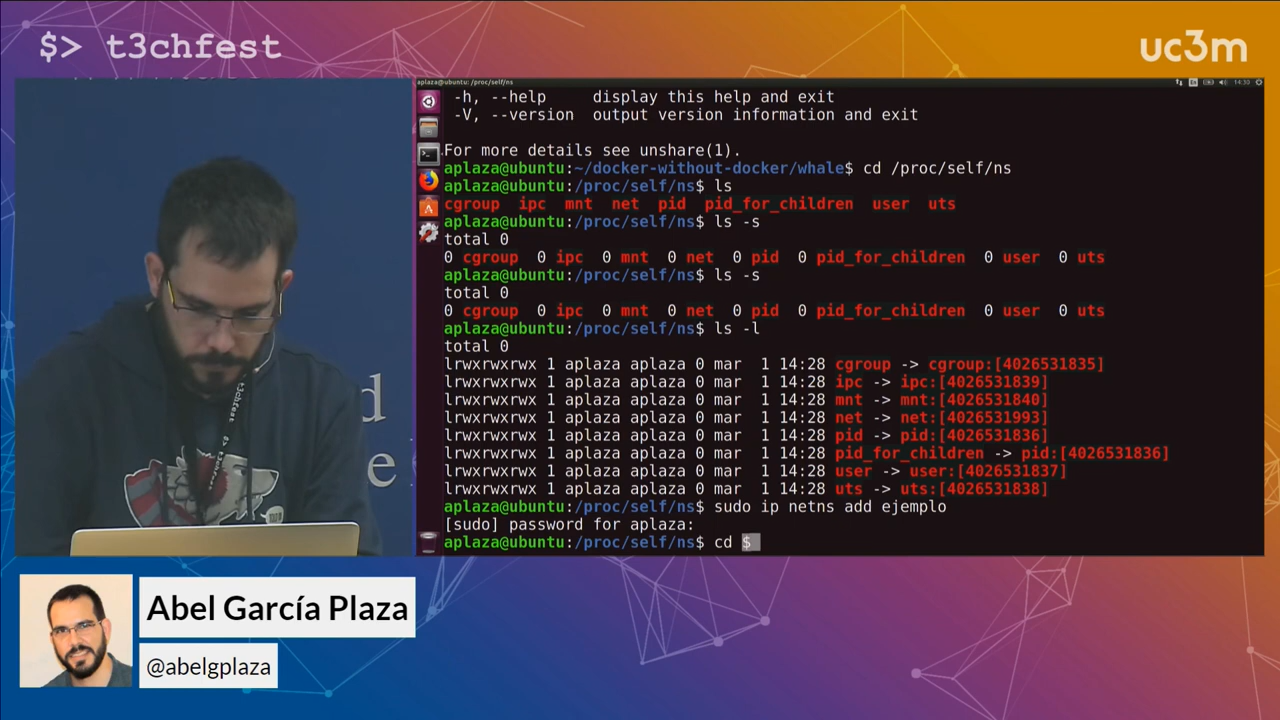 $> t3chfest
uc3m
aplaza@ubuntu: /proc/self/ns
14:30
-h, --help     display this help and exit
-V, --version  output version information and exit
For more details see unshare(1).
aplaza@ubuntu:~/docker-without-docker/whale$ cd /proc/self/ns
aplaza@ubuntu:/proc/self/ns$ ls
cgroup  ipc  mnt  net  pid  pid_for_children  user  uts
aplaza@ubuntu:/proc/self/ns$ ls -s
total 0
0 cgroup  0 ipc  0 mnt  0 net  0 pid  0 pid_for_children  0 user  0 uts
aplaza@ubuntu:/proc/self/ns$ ls -s
total 0
0 cgroup  0 ipc  0 mnt  0 net  0 pid  0 pid_for_children  0 user  0 uts
aplaza@ubuntu:/proc/self/ns$ ls -l
total 0
lrwxrwxrwx 1 aplaza aplaza 0 mar  1 14:28 cgroup -> cgroup:[4026531835]
lrwxrwxrwx 1 aplaza aplaza 0 mar  1 14:28 ipc -> ipc:[4026531839]
lrwxrwxrwx 1 aplaza aplaza 0 mar  1 14:28 mnt -> mnt:[4026531840]
lrwxrwxrwx 1 aplaza aplaza 0 mar  1 14:28 net -> net:[4026531993]
lrwxrwxrwx 1 aplaza aplaza 0 mar  1 14:28 pid -> pid:[4026531836]
lrwxrwxrwx 1 aplaza aplaza 0 mar  1 14:28 pid_for_children -> pid:[4026531836]
lrwxrwxrwx 1 aplaza aplaza 0 mar  1 14:28 user -> user:[4026531837]
lrwxrwxrwx 1 aplaza aplaza 0 mar  1 14:28 uts -> uts:[4026531838]
aplaza@ubuntu:/proc/self/ns$ sudo ip netns add ejemplo
[sudo] password for aplaza:
aplaza@ubuntu:/proc/self/ns$ cd $
t3chfest
Abel García Plaza
@abelgplaza